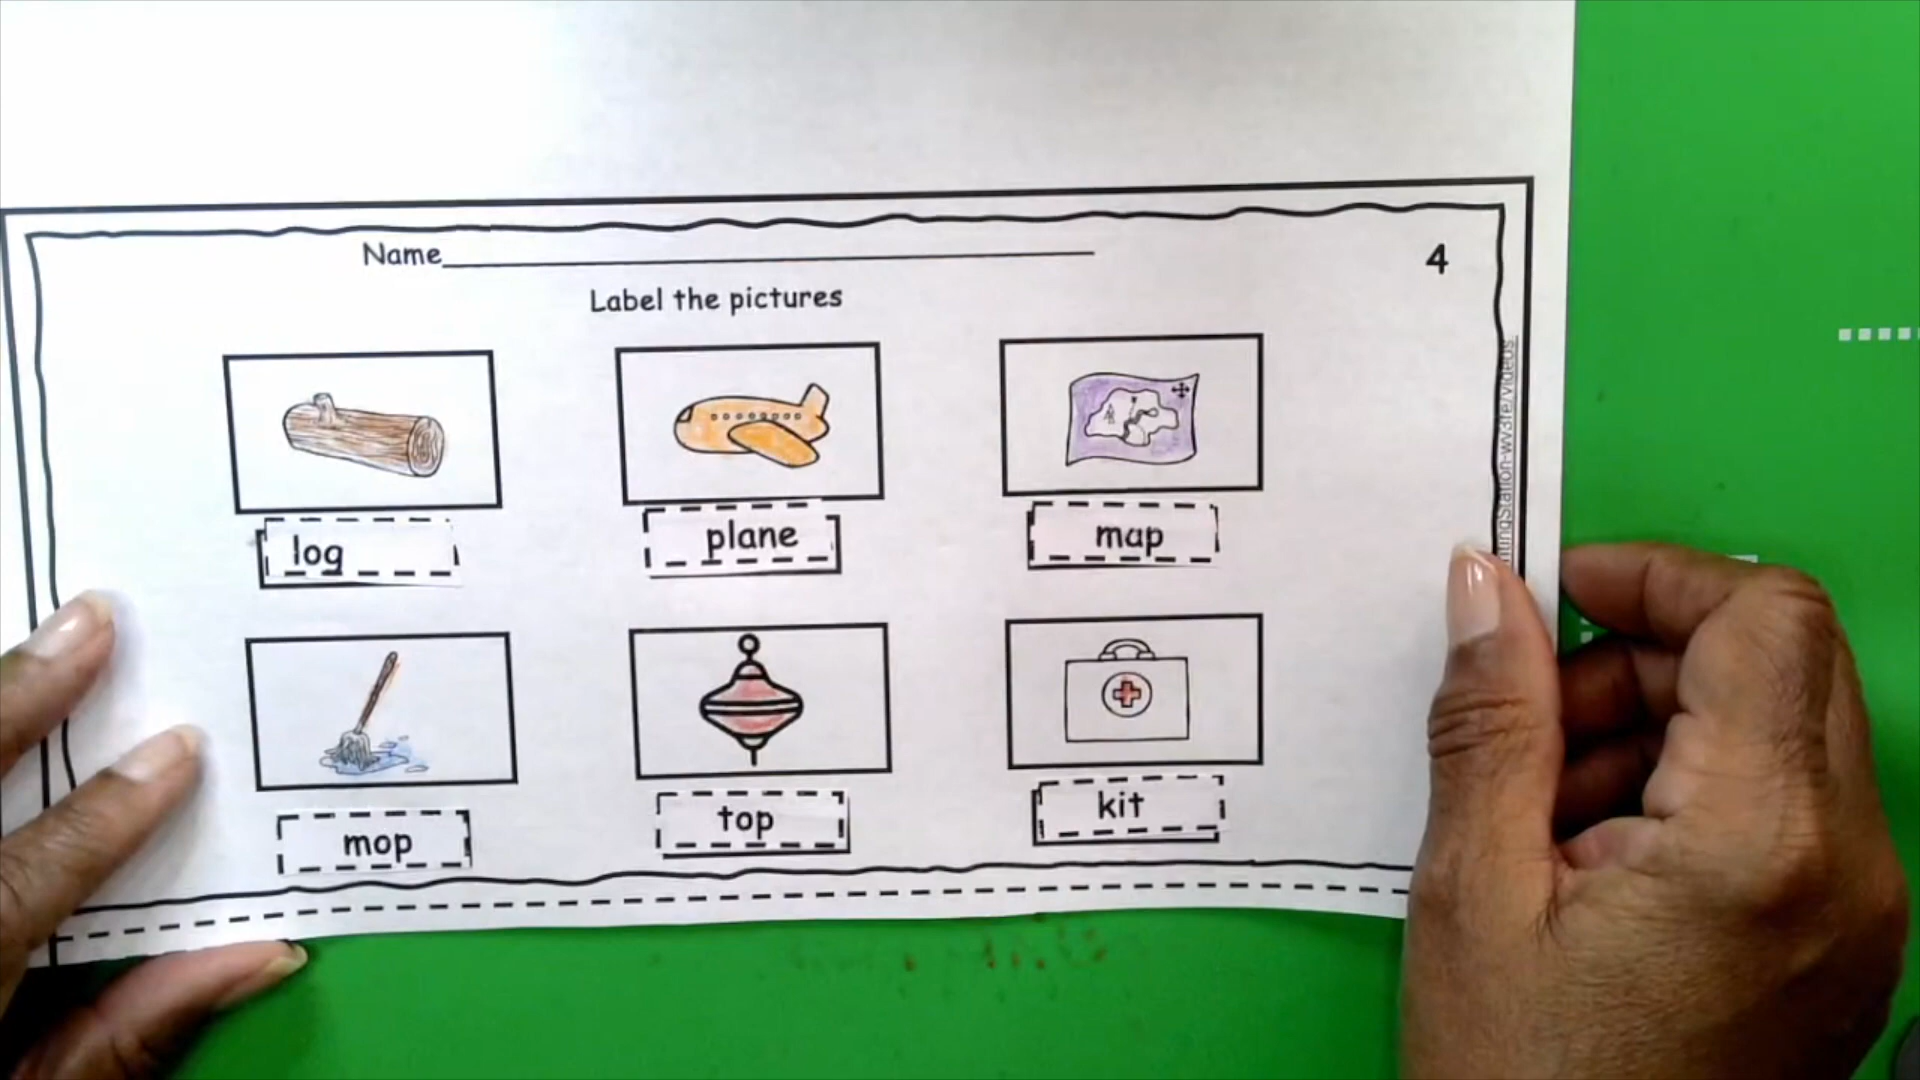 Name
4
Label the pictures
log
plane
map
mop
top
kit